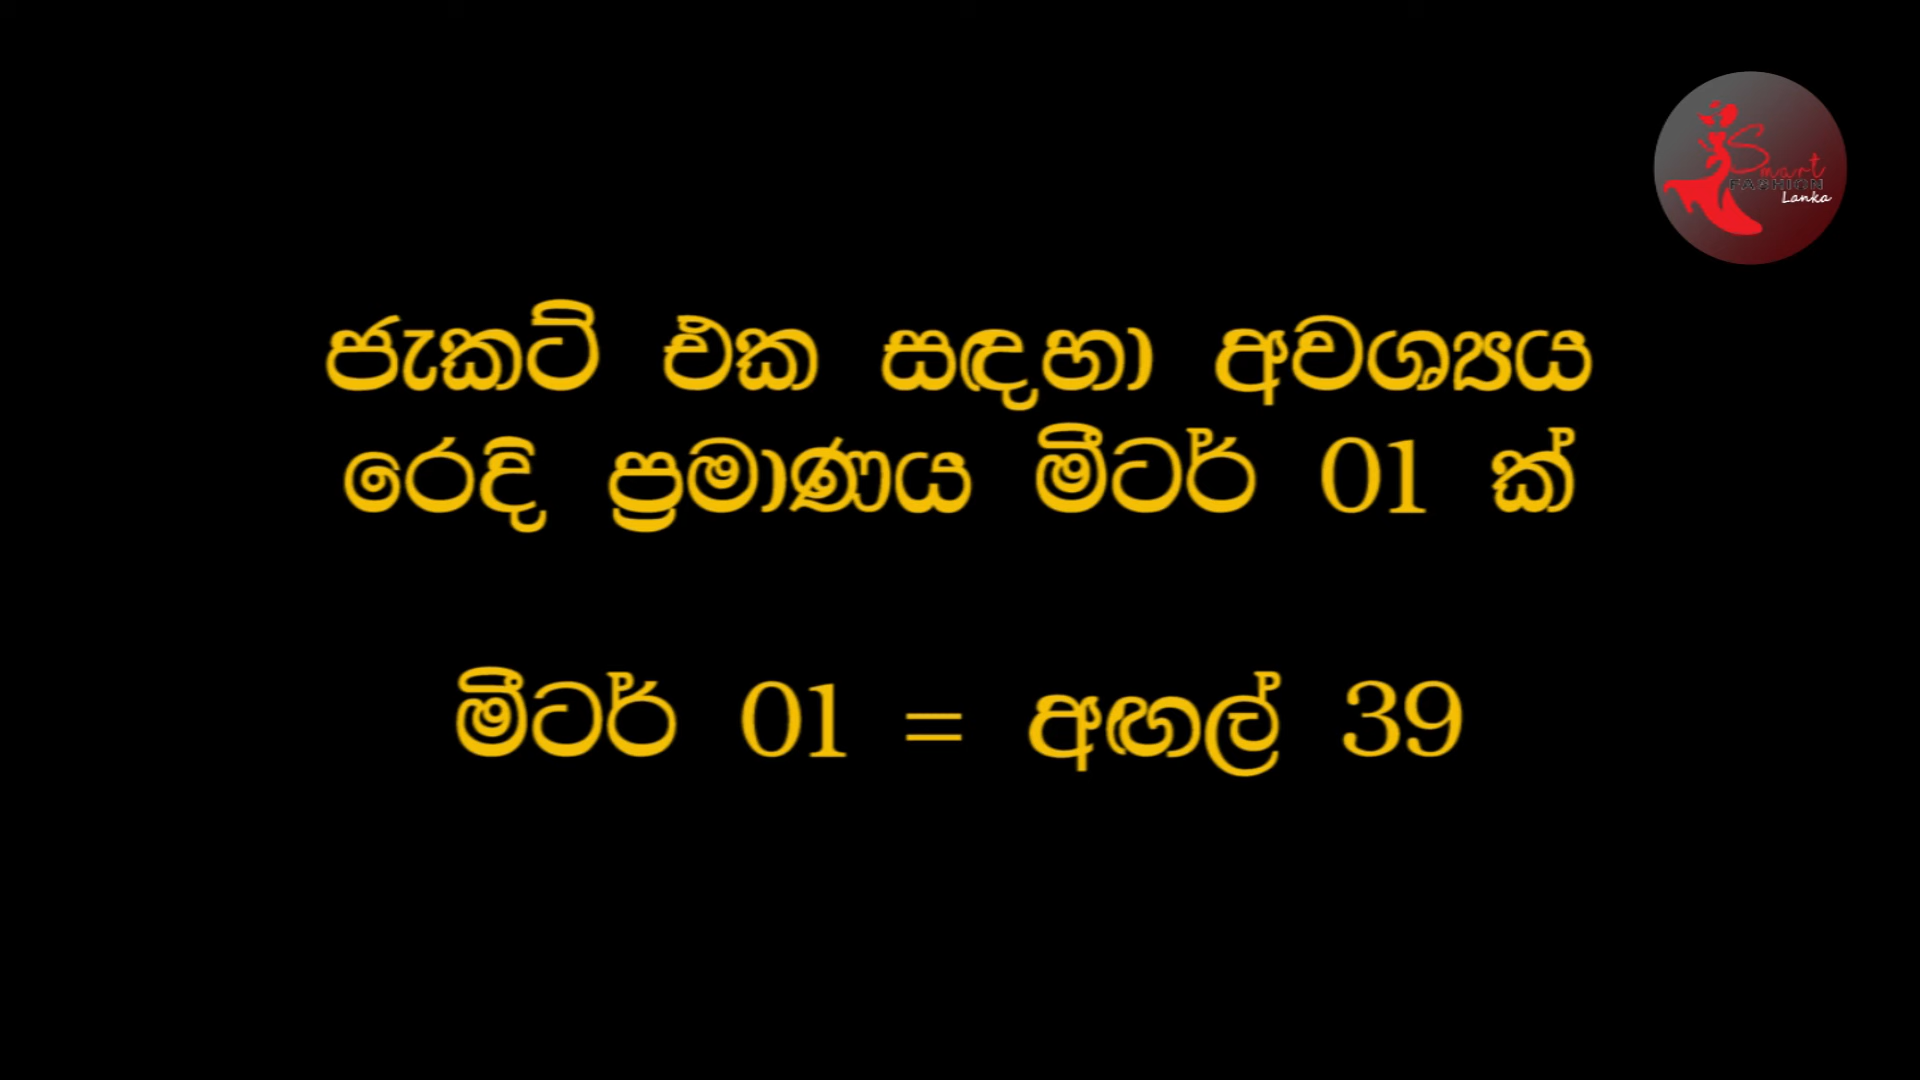 Smart
FASHION
Lanka
ජැකට් එක සඳහා අවශ්‍යය
රෙදි ප්‍රමාණය මීටර් 01 ක්
මීටර් 01 = අඟල් 39